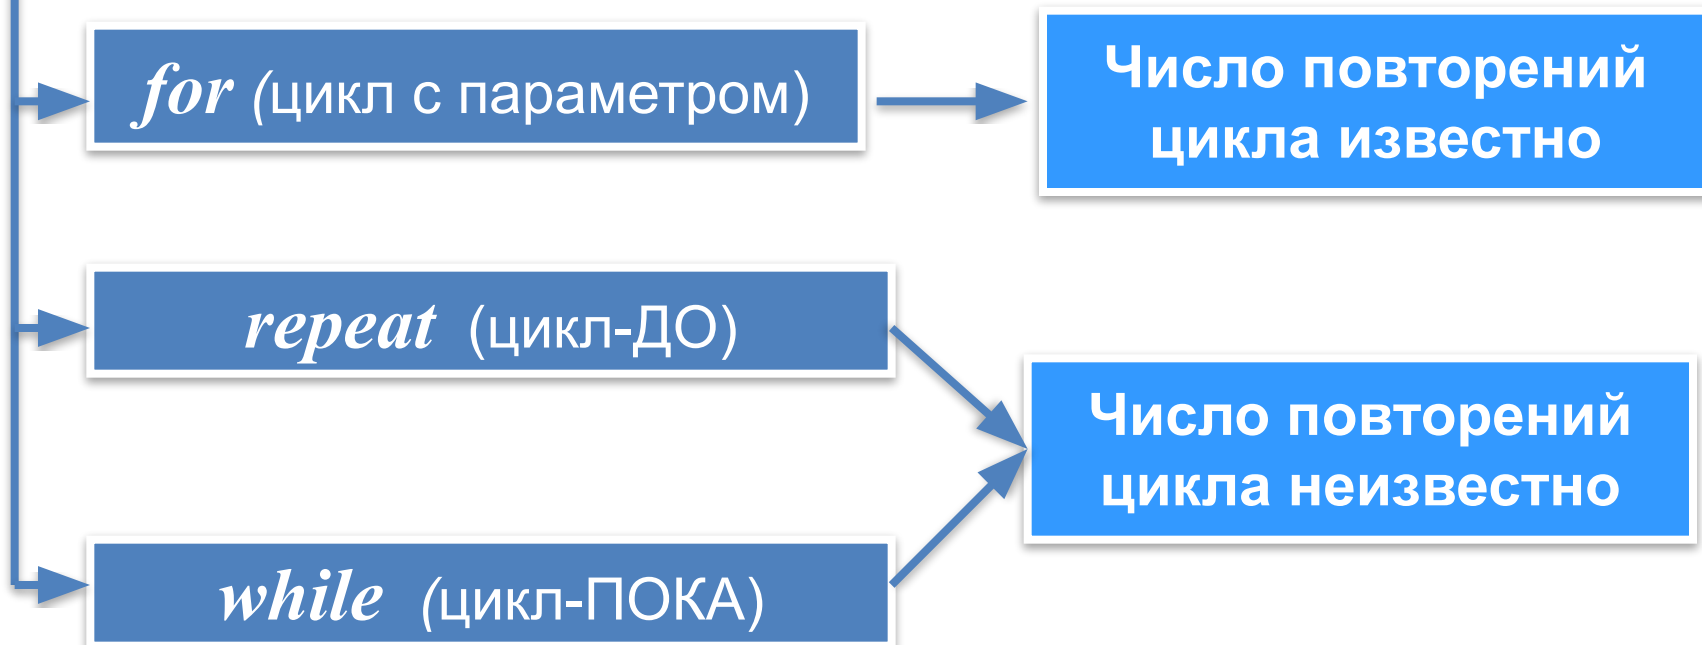 for (цикл с параметром)
Число повторений
цикла известно
repeat (цикл-ДО)
Число повторений
цикла неизвестно
while (цикл-ПОКА)